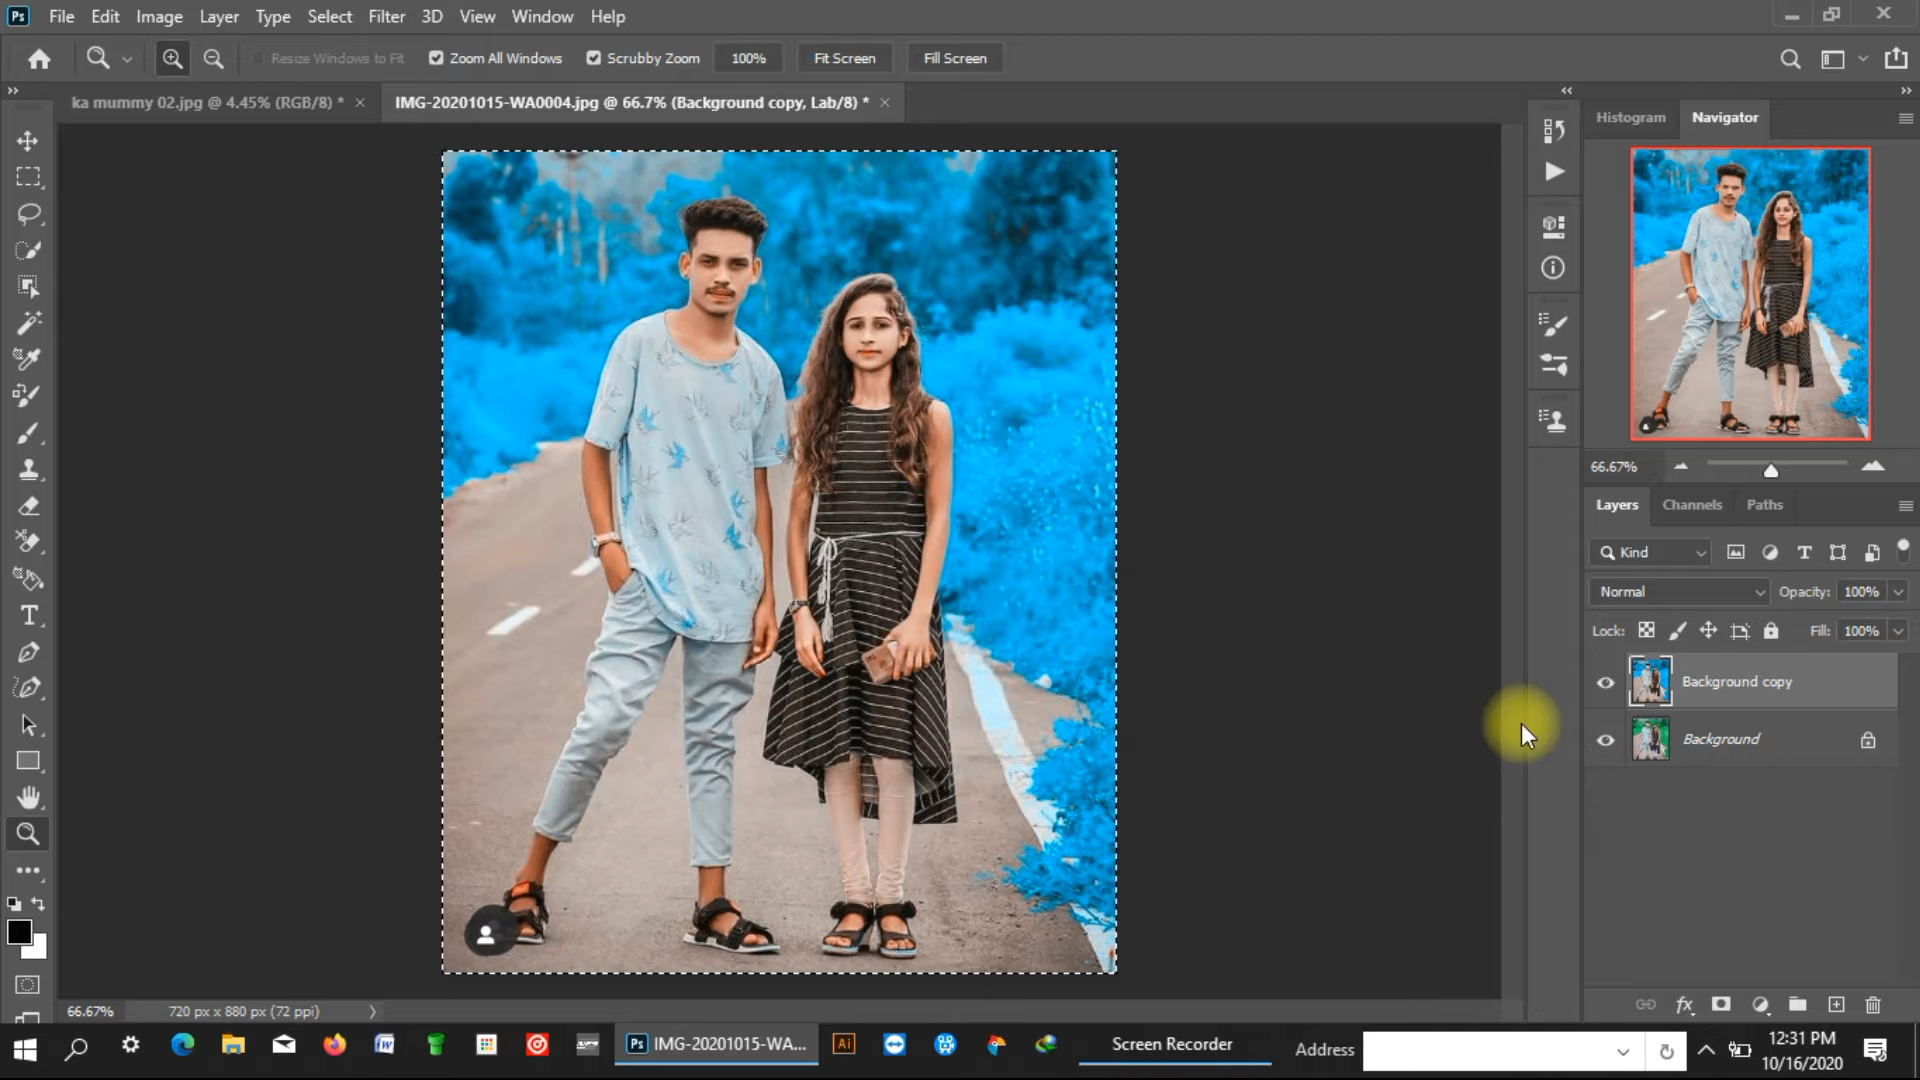 Ps File Edit Image Layer Type Select Filter 3D View Window Help
Resize Windows to Fit Zoom All Windows Scrubby Zoom 100% Fit Screen Fill Screen
ka mummy 02.jpg @ 4.45% (RGB/8) * × IMG-20201015-WA0004.jpg @ 66.7% (Background copy, Lab/8) * ×
Histogram Navigator
66.67%
Layers Channels Paths
Kind
Normal Opacity: 100%
Lock: Fill: 100%
Background copy
Background
fx
66.67% 720 px x 880 px (72 ppi)
Ps IMG-20201015-WA... Ai Screen Recorder Address
12:31 PM
10/16/2020